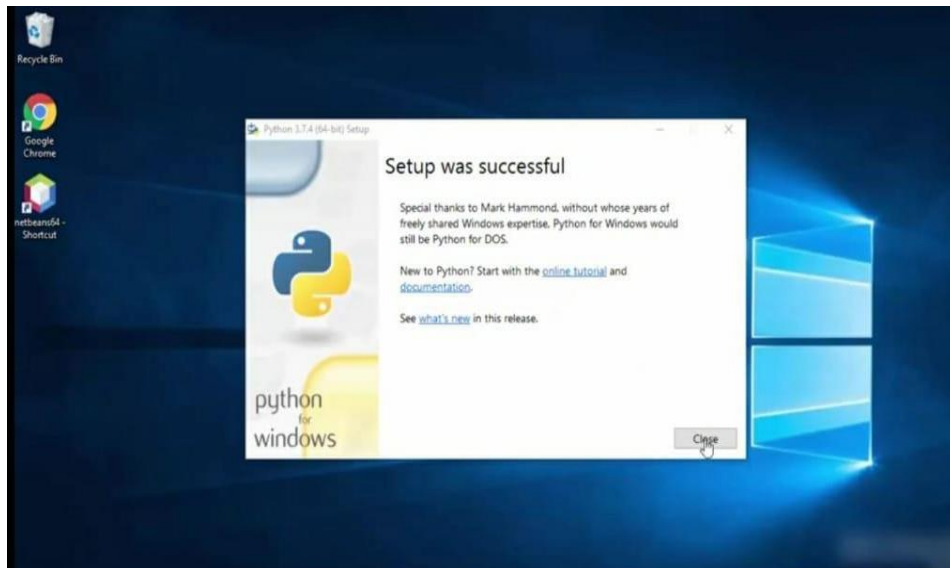 Recycle Bin
Google
Chrome
netbeans64 -
Shortcut
Python 3.7.4 (64-bit) Setup
Setup was successful
Special thanks to Mark Hammond, without whose years of
freely shared Windows expertise, Python for Windows would
still be Python for DOS.
New to Python? Start with the online tutorial and
documentation.
See what's new in this release.
python
for
windows
Close